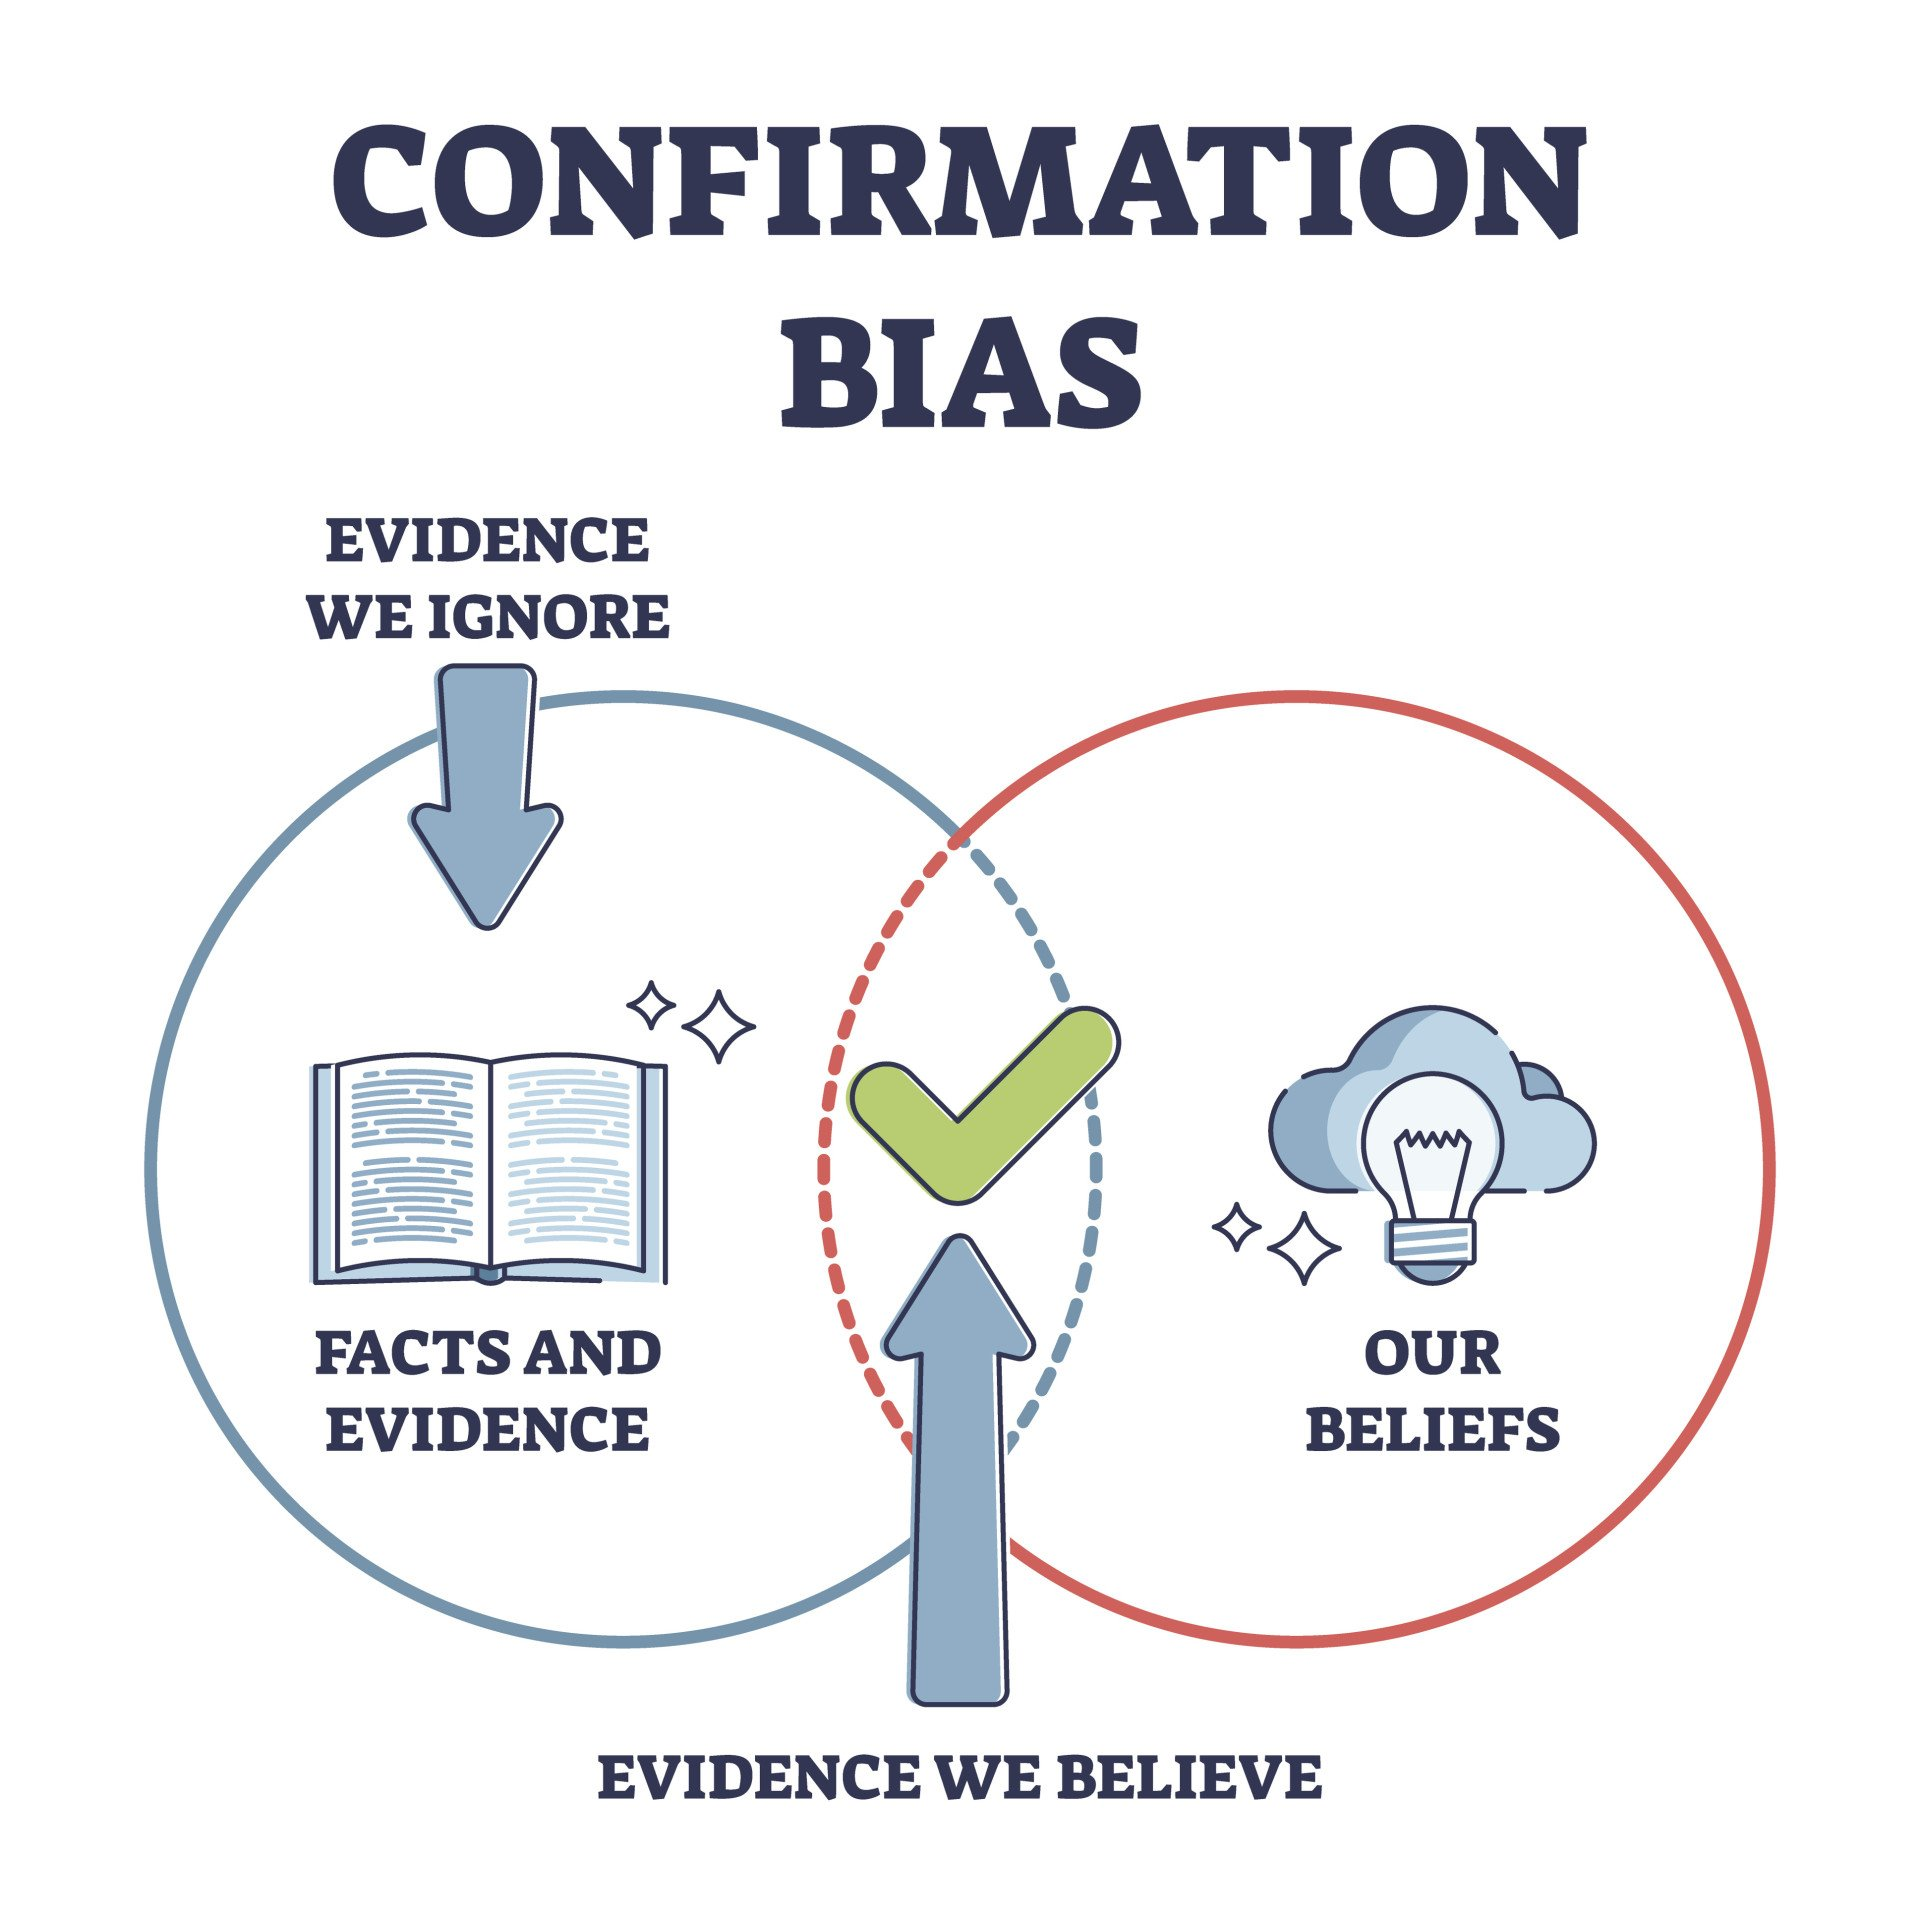 CONFIRMATION
BIAS
EVIDENCE
WE IGNORE
FACTS AND
EVIDENCE
OUR
BELIEFS
EVIDENCE WE BELIEVE